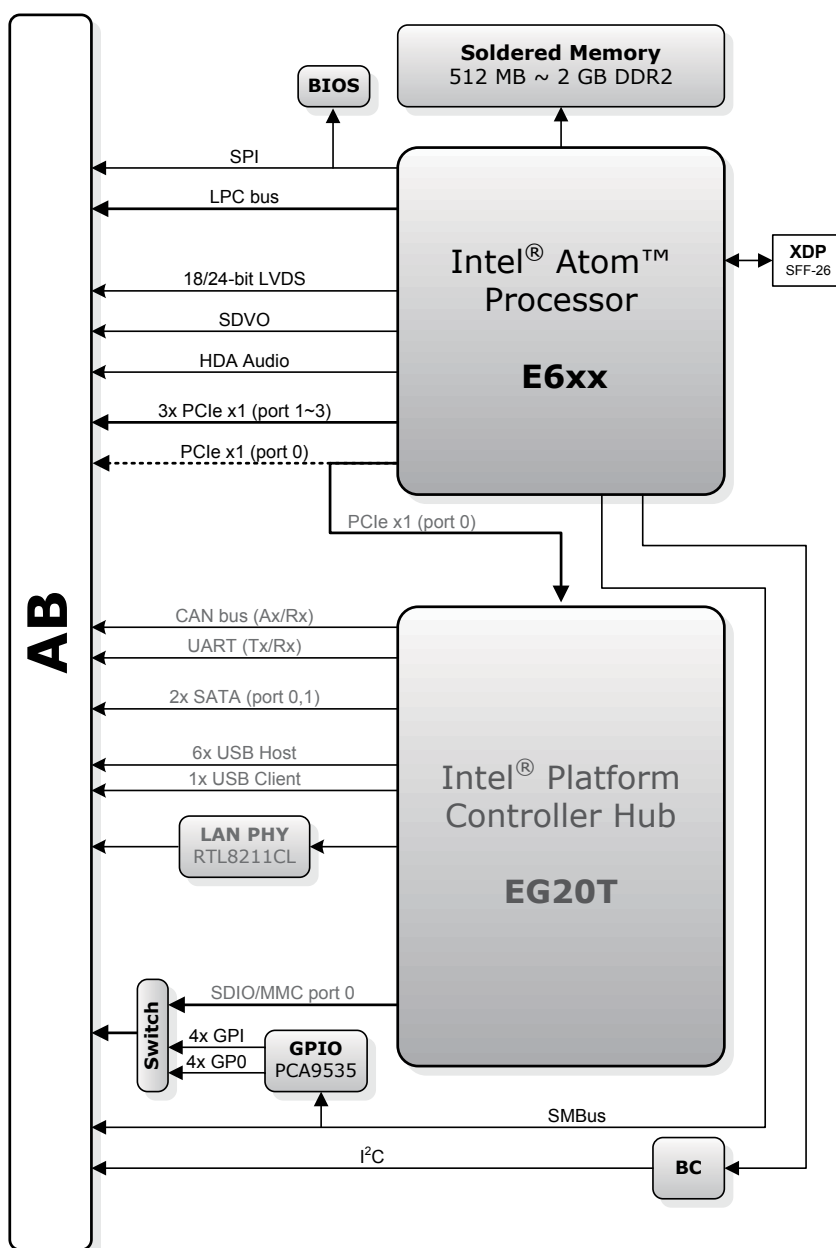 Soldered Memory
512 MB ~ 2 GB DDR2
BIOS
SPI
LPC bus
Intel® Atom™
Processor
E6xx
XDP
SFF-26
18/24-bit LVDS
SDVO
HDA Audio
3x PCIe x1 (port 1~3)
PCIe x1 (port 0)
PCIe x1 (port 0)
AB
CAN bus (Ax/Rx)
UART (Tx/Rx)
2x SATA (port 0,1)
6x USB Host
1x USB Client
Intel® Platform
Controller Hub
EG20T
LAN PHY
RTL8211CL
SDIO/MMC port 0
Switch
4x GPI
4x GP0
GPIO
PCA9535
SMBus
I²C
BC